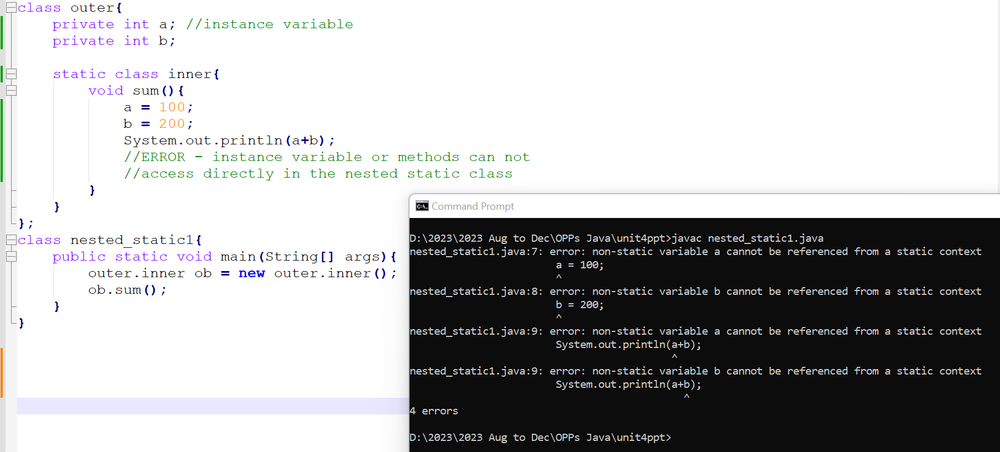 class outer{
private int a; //instance variable
private int b;
static class inner{
void sum(){
a = 100;
b = 200;
System.out.println(a+b);
//ERROR - instance variable or methods can not
//access directly in the nested static class
}
}
};
class nested_static1{
public static void main(String[] args){
outer.inner ob = new outer.inner();
ob.sum();
}
}
Command Prompt
D:\2023\2023 Aug to Dec\OPPs Java\unit4ppt>javac nested_static1.java
nested_static1.java:7: error: non-static variable a cannot be referenced from a static context
a = 100;
^
nested_static1.java:8: error: non-static variable b cannot be referenced from a static context
b = 200;
^
nested_static1.java:9: error: non-static variable a cannot be referenced from a static context
System.out.println(a+b);
^
nested_static1.java:9: error: non-static variable b cannot be referenced from a static context
System.out.println(a+b);
^
4 errors
D:\2023\2023 Aug to Dec\OPPs Java\unit4ppt>